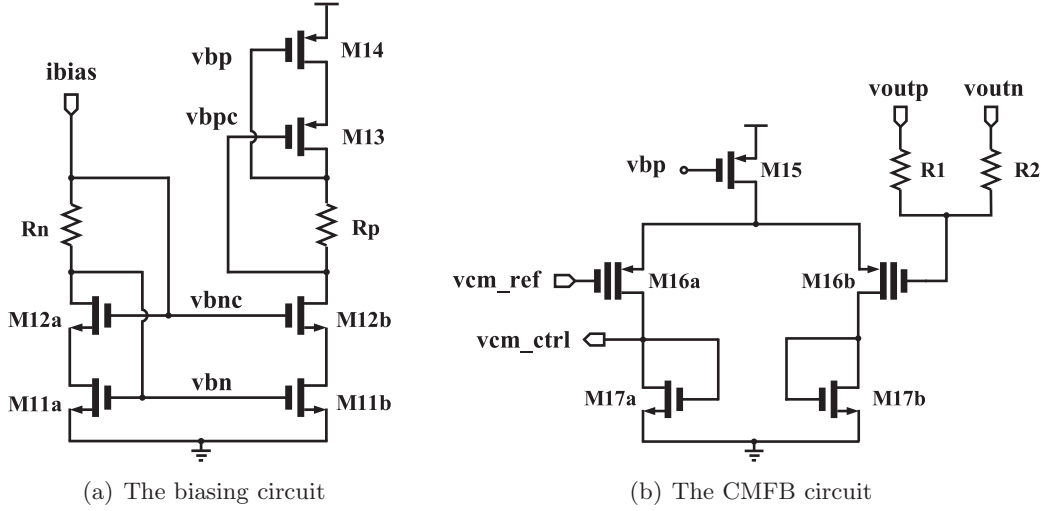 M14
vbp
ibias
vbpc
M13
Rn
Rp
vbnc
M12a
M12b
vbn
M11a
M11b
(a) The biasing circuit
voutp
voutn
vbp
M15
R1
R2
vcm_ref
M16a
M16b
vcm_ctrl
M17a
M17b
(b) The CMFB circuit